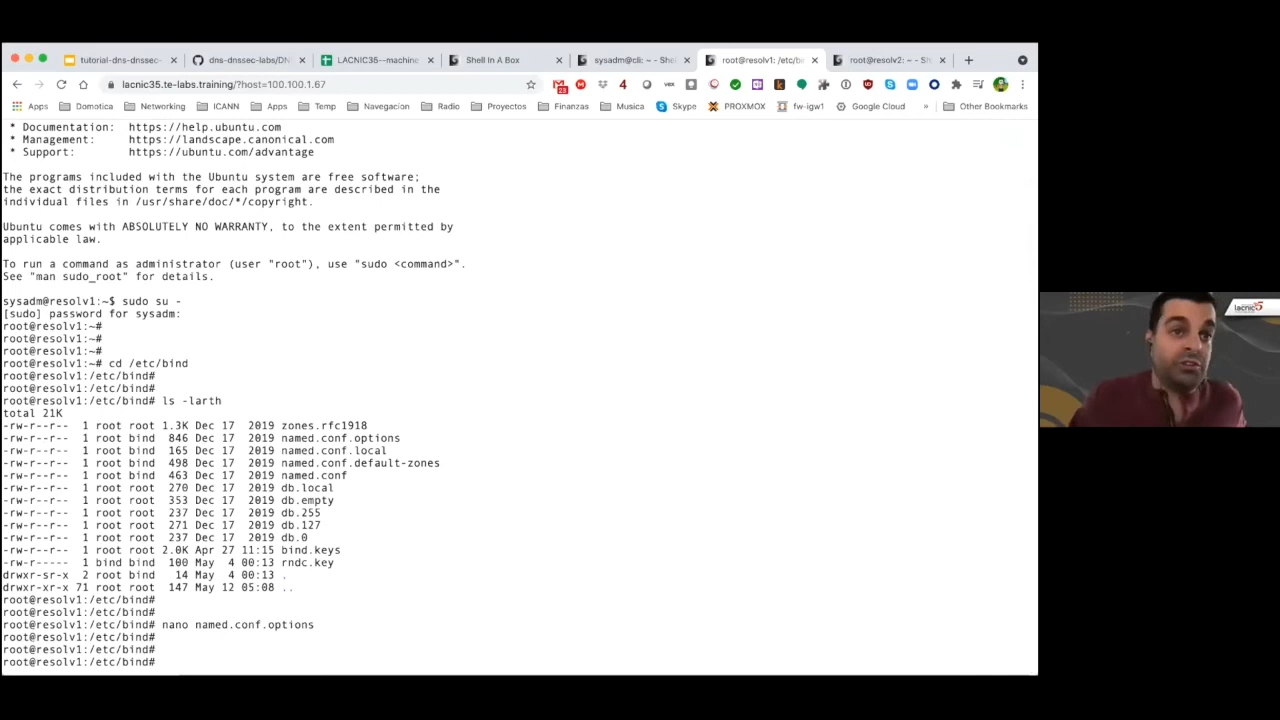 tutorial-dns-dnssec-
dns-dnssec-labs/DN
LACNIC35--machine
Shell In A Box
sysadm@cli: ~ - She
root@resolv1: /etc/b
root@resolv2: ~ - S
lacnic35.te-labs.training/?host=100.100.1.67
23
4
vex
Apps
Domotica
Networking
ICANN
Apps
Temp
Navegacion
Radio
Proyectos
Finanzas
Musica
Skype
PROXMOX
fw-igw1
Google Cloud
»
Other Bookmarks
* Documentation:  https://help.ubuntu.com
* Management:     https://landscape.canonical.com
* Support:        https://ubuntu.com/advantage
The programs included with the Ubuntu system are free software;
the exact distribution terms for each program are described in the
individual files in /usr/share/doc/*/copyright.
Ubuntu comes with ABSOLUTELY NO WARRANTY, to the extent permitted by
applicable law.
To run a command as administrator (user "root"), use "sudo <command>".
See "man sudo_root" for details.
sysadm@resolv1:~$ sudo su -
[sudo] password for sysadm:
root@resolv1:~#
root@resolv1:~#
root@resolv1:~#
root@resolv1:~# cd /etc/bind
root@resolv1:/etc/bind#
root@resolv1:/etc/bind#
root@resolv1:/etc/bind# ls -larth
total 21K
-rw-r--r--  1 root root 1.3K Dec 17  2019 zones.rfc1918
-rw-r--r--  1 root bind  846 Dec 17  2019 named.conf.options
-rw-r--r--  1 root bind  165 Dec 17  2019 named.conf.local
-rw-r--r--  1 root bind  498 Dec 17  2019 named.conf.default-zones
-rw-r--r--  1 root bind  463 Dec 17  2019 named.conf
-rw-r--r--  1 root root  270 Dec 17  2019 db.local
-rw-r--r--  1 root root  353 Dec 17  2019 db.empty
-rw-r--r--  1 root root  237 Dec 17  2019 db.255
-rw-r--r--  1 root root  271 Dec 17  2019 db.127
-rw-r--r--  1 root root  237 Dec 17  2019 db.0
-rw-r--r--  1 root root 2.0K Apr 27 11:15 bind.keys
-rw-r-----  1 bind bind  100 May  4 00:13 rndc.key
drwxr-sr-x  2 root bind   14 May  4 00:13 .
drwxr-xr-x 71 root root  147 May 12 05:08 ..
root@resolv1:/etc/bind#
root@resolv1:/etc/bind#
root@resolv1:/etc/bind# nano named.conf.options
root@resolv1:/etc/bind#
root@resolv1:/etc/bind#
root@resolv1:/etc/bind#
lacnic
5